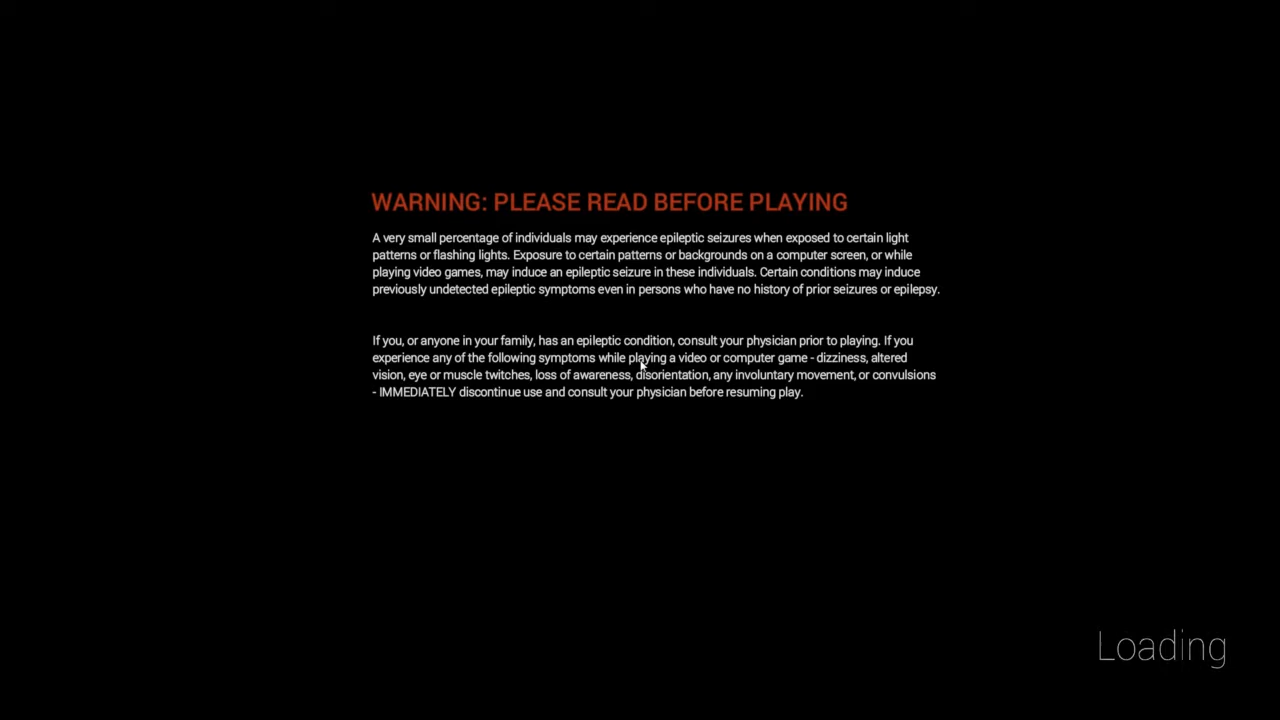 WARNING: PLEASE READ BEFORE PLAYING
A very small percentage of individuals may experience epileptic seizures when exposed to certain light
patterns or flashing lights. Exposure to certain patterns or backgrounds on a computer screen, or while
playing video games, may induce an epileptic seizure in these individuals. Certain conditions may induce
previously undetected epileptic symptoms even in persons who have no history of prior seizures or epilepsy.
If you, or anyone in your family, has an epileptic condition, consult your physician prior to playing. If you
experience any of the following symptoms while playing a video or computer game - dizziness, altered
vision, eye or muscle twitches, loss of awareness, disorientation, any involuntary movement, or convulsions
- IMMEDIATELY discontinue use and consult your physician before resuming play.
Loading